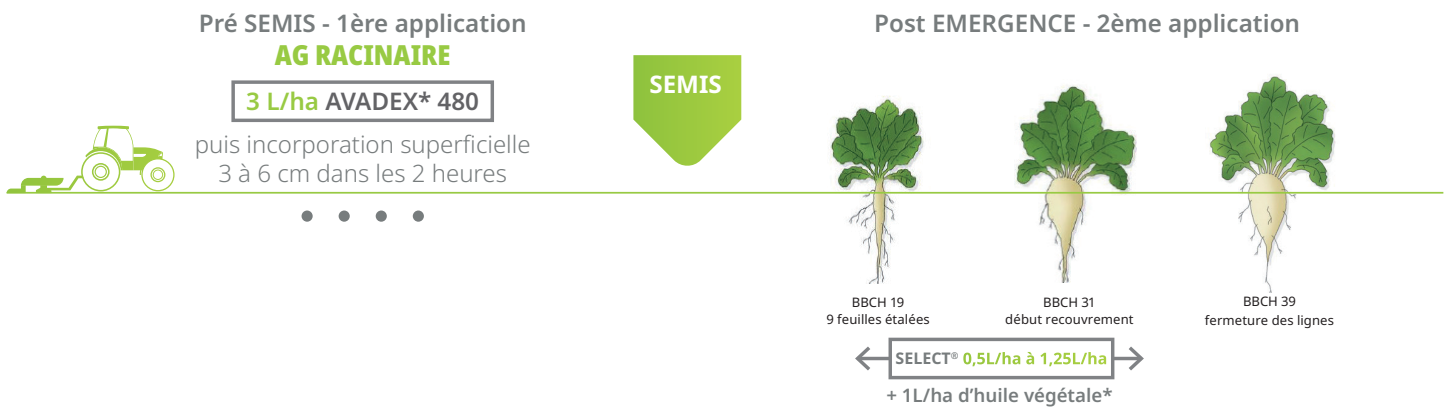 Pré SEMIS - 1ère application
AG RACINAIRE
3 L/ha AVADEX* 480
puis incorporation superficielle
3 à 6 cm dans les 2 heures
SEMIS
Post EMERGENCE - 2ème application
BBCH 19
9 feuilles étalées
BBCH 31
début recouvrement
BBCH 39
fermeture des lignes
SELECT® 0,5L/ha à 1,25L/ha
+ 1L/ha d’huile végétale*